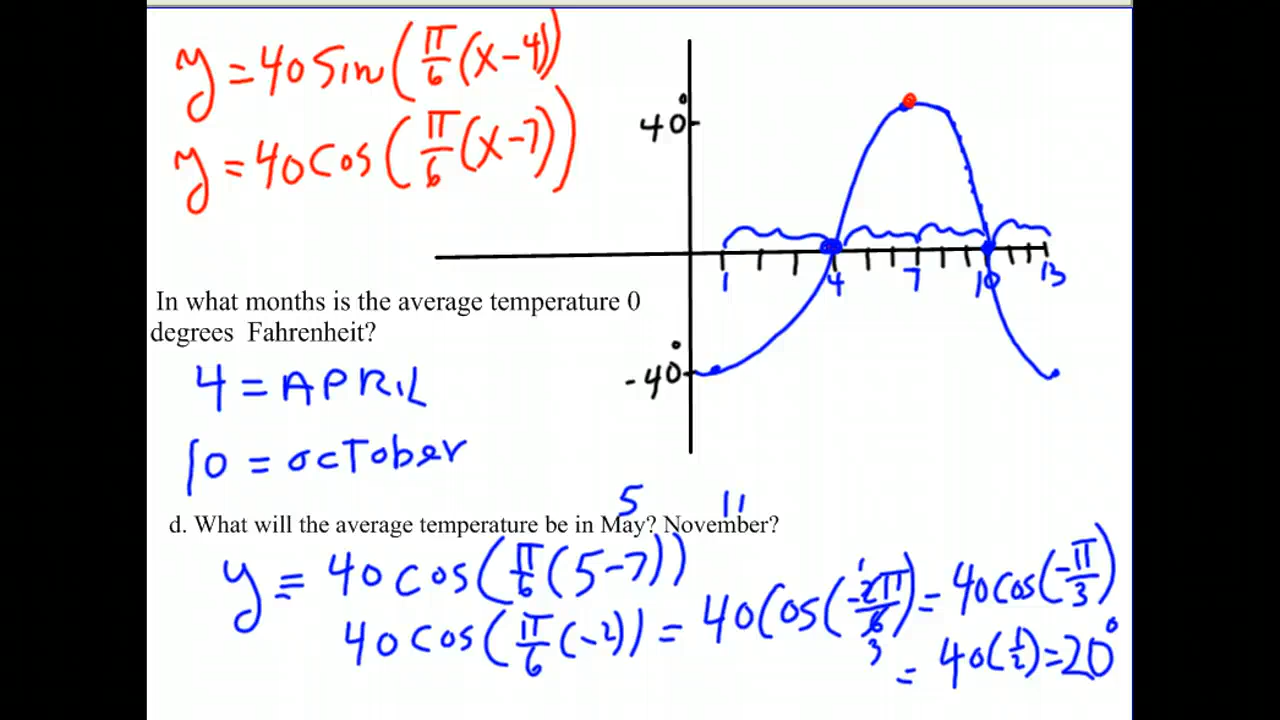 y = 40 sin(π/6 (x-4))
y = 40 cos(π/6 (x-7))
40°
1 4 7 10 13
-40°
In what months is the average temperature 0
degrees Fahrenheit?
4 = APRIL
10 = OCTOber
5 11
d. What will the average temperature be in May? November?
y = 40 cos(π/6 (5-7))
40 cos(π/6 (-2)) = 40 cos(-2π/6) = 40 cos(-π/3)
1 3
= 40(1/2) = 20°